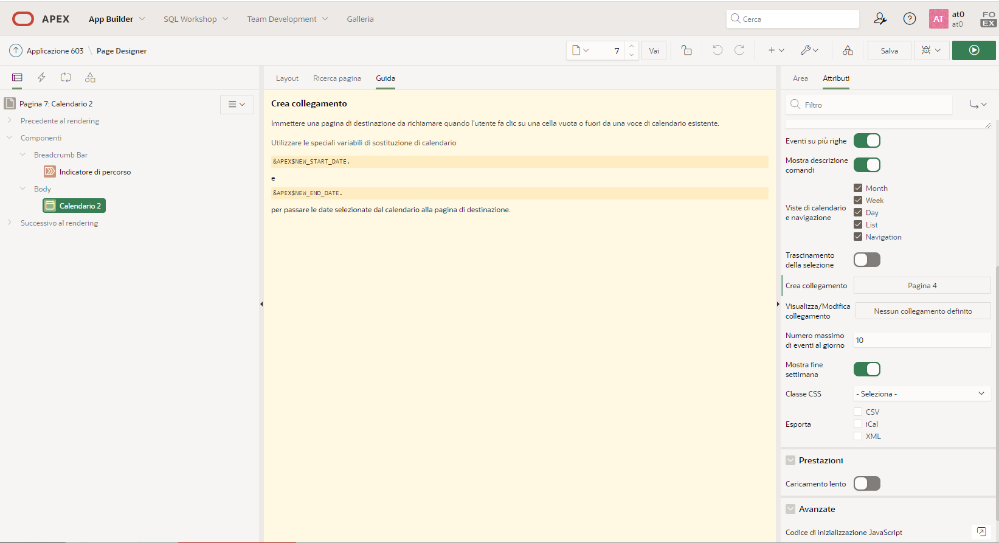 APEX
App Builder
SQL Workshop
Team Development
Galleria
Cerca
AT
at0
at0
FO
EX
Applicazione 603 \ Page Designer
7
Vai
Salva
Pagina 7: Calendario 2
Precedente al rendering
Componenti
Breadcrumb Bar
Indicatore di percorso
Body
Calendario 2
Successivo al rendering
Layout
Ricerca pagina
Guida
Crea collegamento
Immettere una pagina di destinazione da richiamare quando l'utente fa clic su una cella vuota o fuori da una voce di calendario esistente.
Utilizzare le speciali variabili di sostituzione di calendario
&APEX$NEW_START_DATE.
e
&APEX$NEW_END_DATE.
per passare le date selezionate dal calendario alla pagina di destinazione.
Area
Attributi
Filtro
Eventi su più righe
Mostra descrizione
comandi
Viste di calendario
e navigazione
Month
Week
Day
List
Navigation
Trascinamento
della selezione
Crea collegamento
Pagina 4
Visualizza/Modifica
collegamento
Nessun collegamento definito
Numero massimo
di eventi al giorno
10
Mostra fine
settimana
Classe CSS
- Seleziona -
Esporta
CSV
iCal
XML
Prestazioni
Caricamento lento
Avanzate
Codice di inizializzazione JavaScript